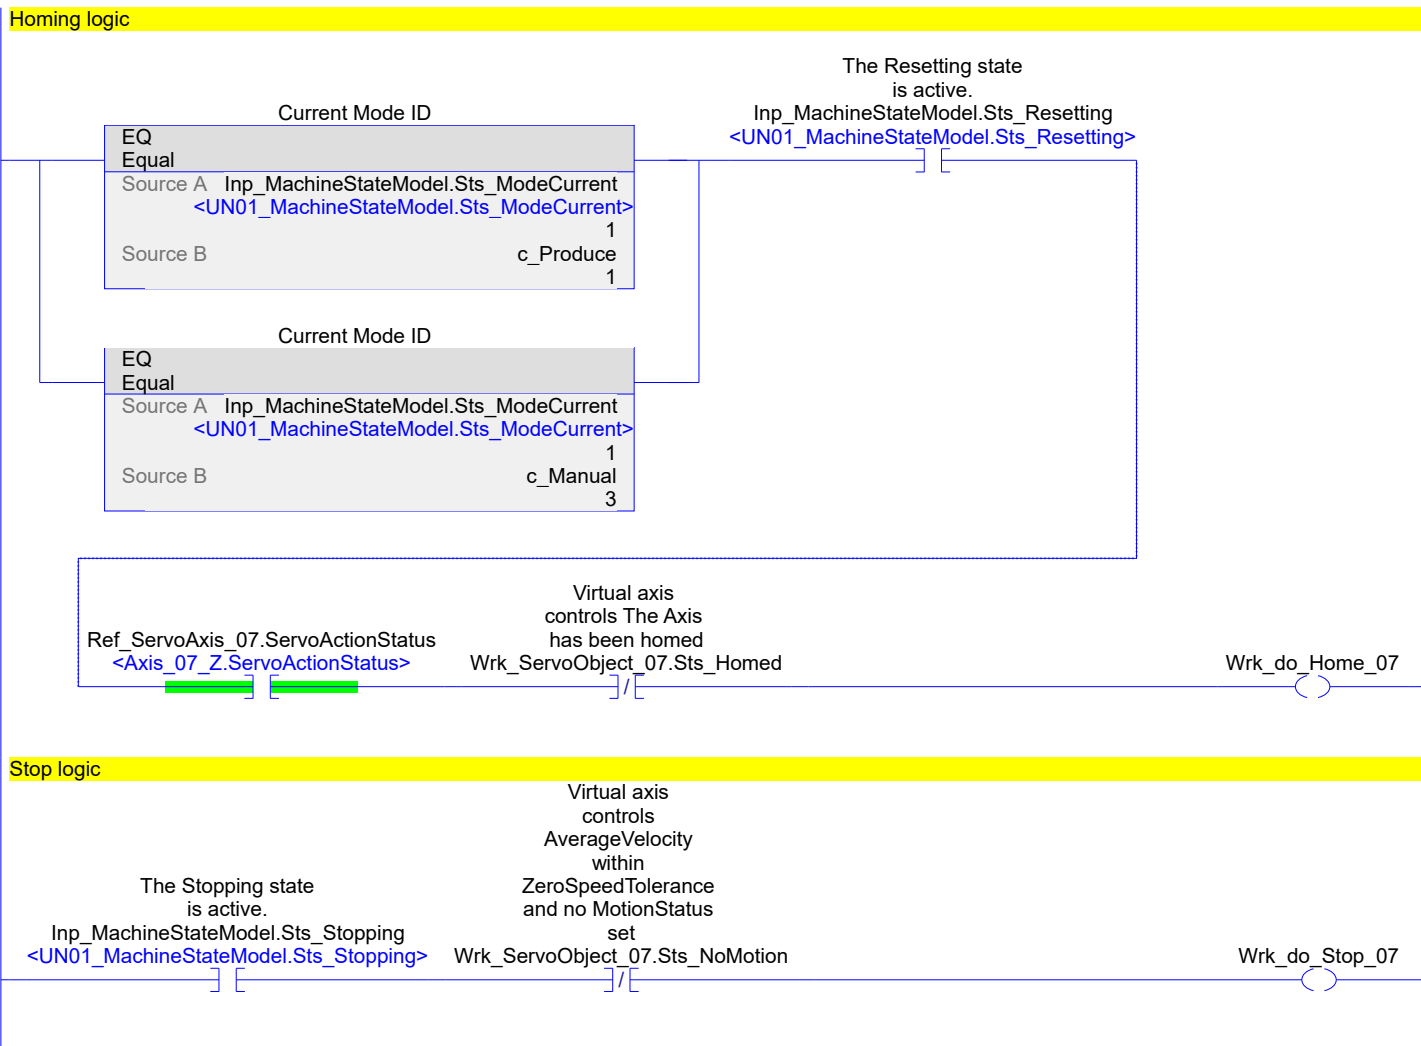 Homing logic
The Resetting state
is active.
Inp_MachineStateModel.Sts_Resetting
<UN01_MachineStateModel.Sts_Resetting>
Current Mode ID
EQ
Equal
Source A Inp_MachineStateModel.Sts_ModeCurrent
<UN01_MachineStateModel.Sts_ModeCurrent>
1
Source B c_Produce
1
Current Mode ID
EQ
Equal
Source A Inp_MachineStateModel.Sts_ModeCurrent
<UN01_MachineStateModel.Sts_ModeCurrent>
1
Source B c_Manual
3
Ref_ServoAxis_07.ServoActionStatus
<Axis_07_Z.ServoActionStatus>
Virtual axis
controls The Axis
has been homed
Wrk_ServoObject_07.Sts_Homed
/
Wrk_do_Home_07
Stop logic
The Stopping state
is active.
Inp_MachineStateModel.Sts_Stopping
<UN01_MachineStateModel.Sts_Stopping>
Virtual axis
controls
AverageVelocity
within
ZeroSpeedTolerance
and no MotionStatus
set
Wrk_ServoObject_07.Sts_NoMotion
/
Wrk_do_Stop_07